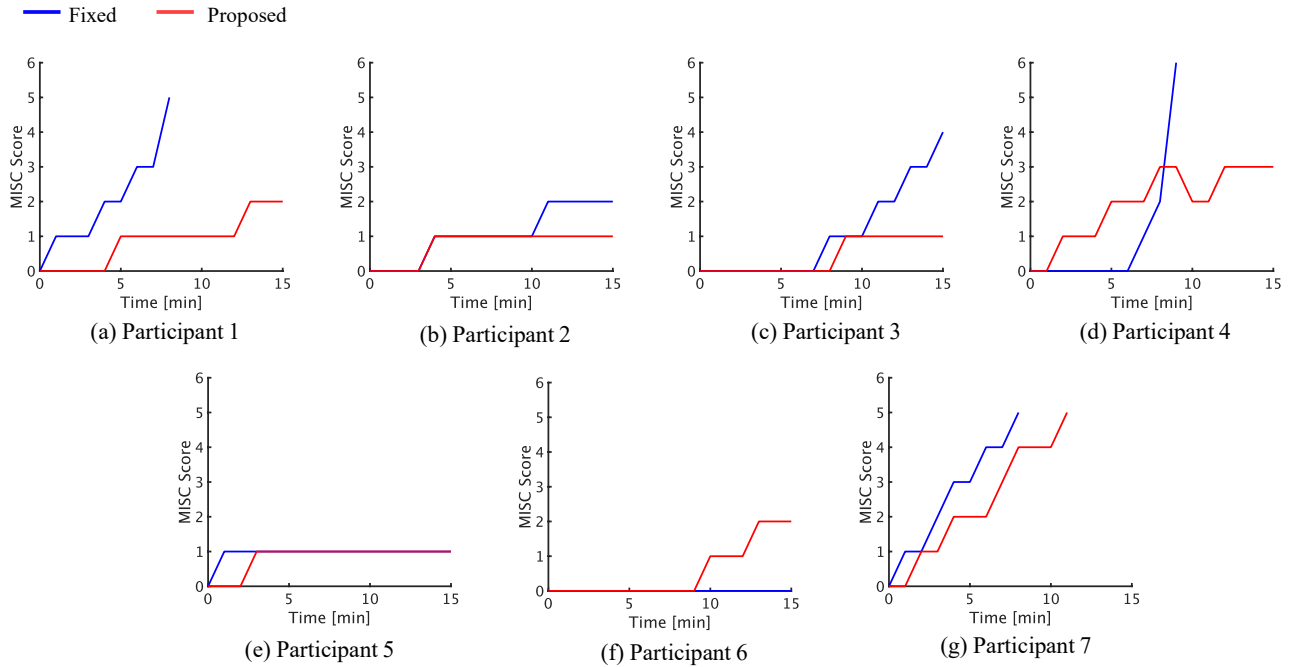 Fixed Proposed
6
5
4
3
2
1
0
MISC Score
0 5 10 15
Time [min]
(a) Participant 1
6
5
4
3
2
1
0
MISC Score
0 5 10 15
Time [min]
(b) Participant 2
6
5
4
3
2
1
0
MISC Score
0 5 10 15
Time [min]
(c) Participant 3
6
5
4
3
2
1
0
MISC Score
0 5 10 15
Time [min]
(d) Participant 4
6
5
4
3
2
1
0
MISC Score
0 5 10 15
Time [min]
(e) Participant 5
6
5
4
3
2
1
0
MISC Score
0 5 10 15
Time [min]
(f) Participant 6
6
5
4
3
2
1
0
MISC Score
0 5 10 15
Time [min]
(g) Participant 7